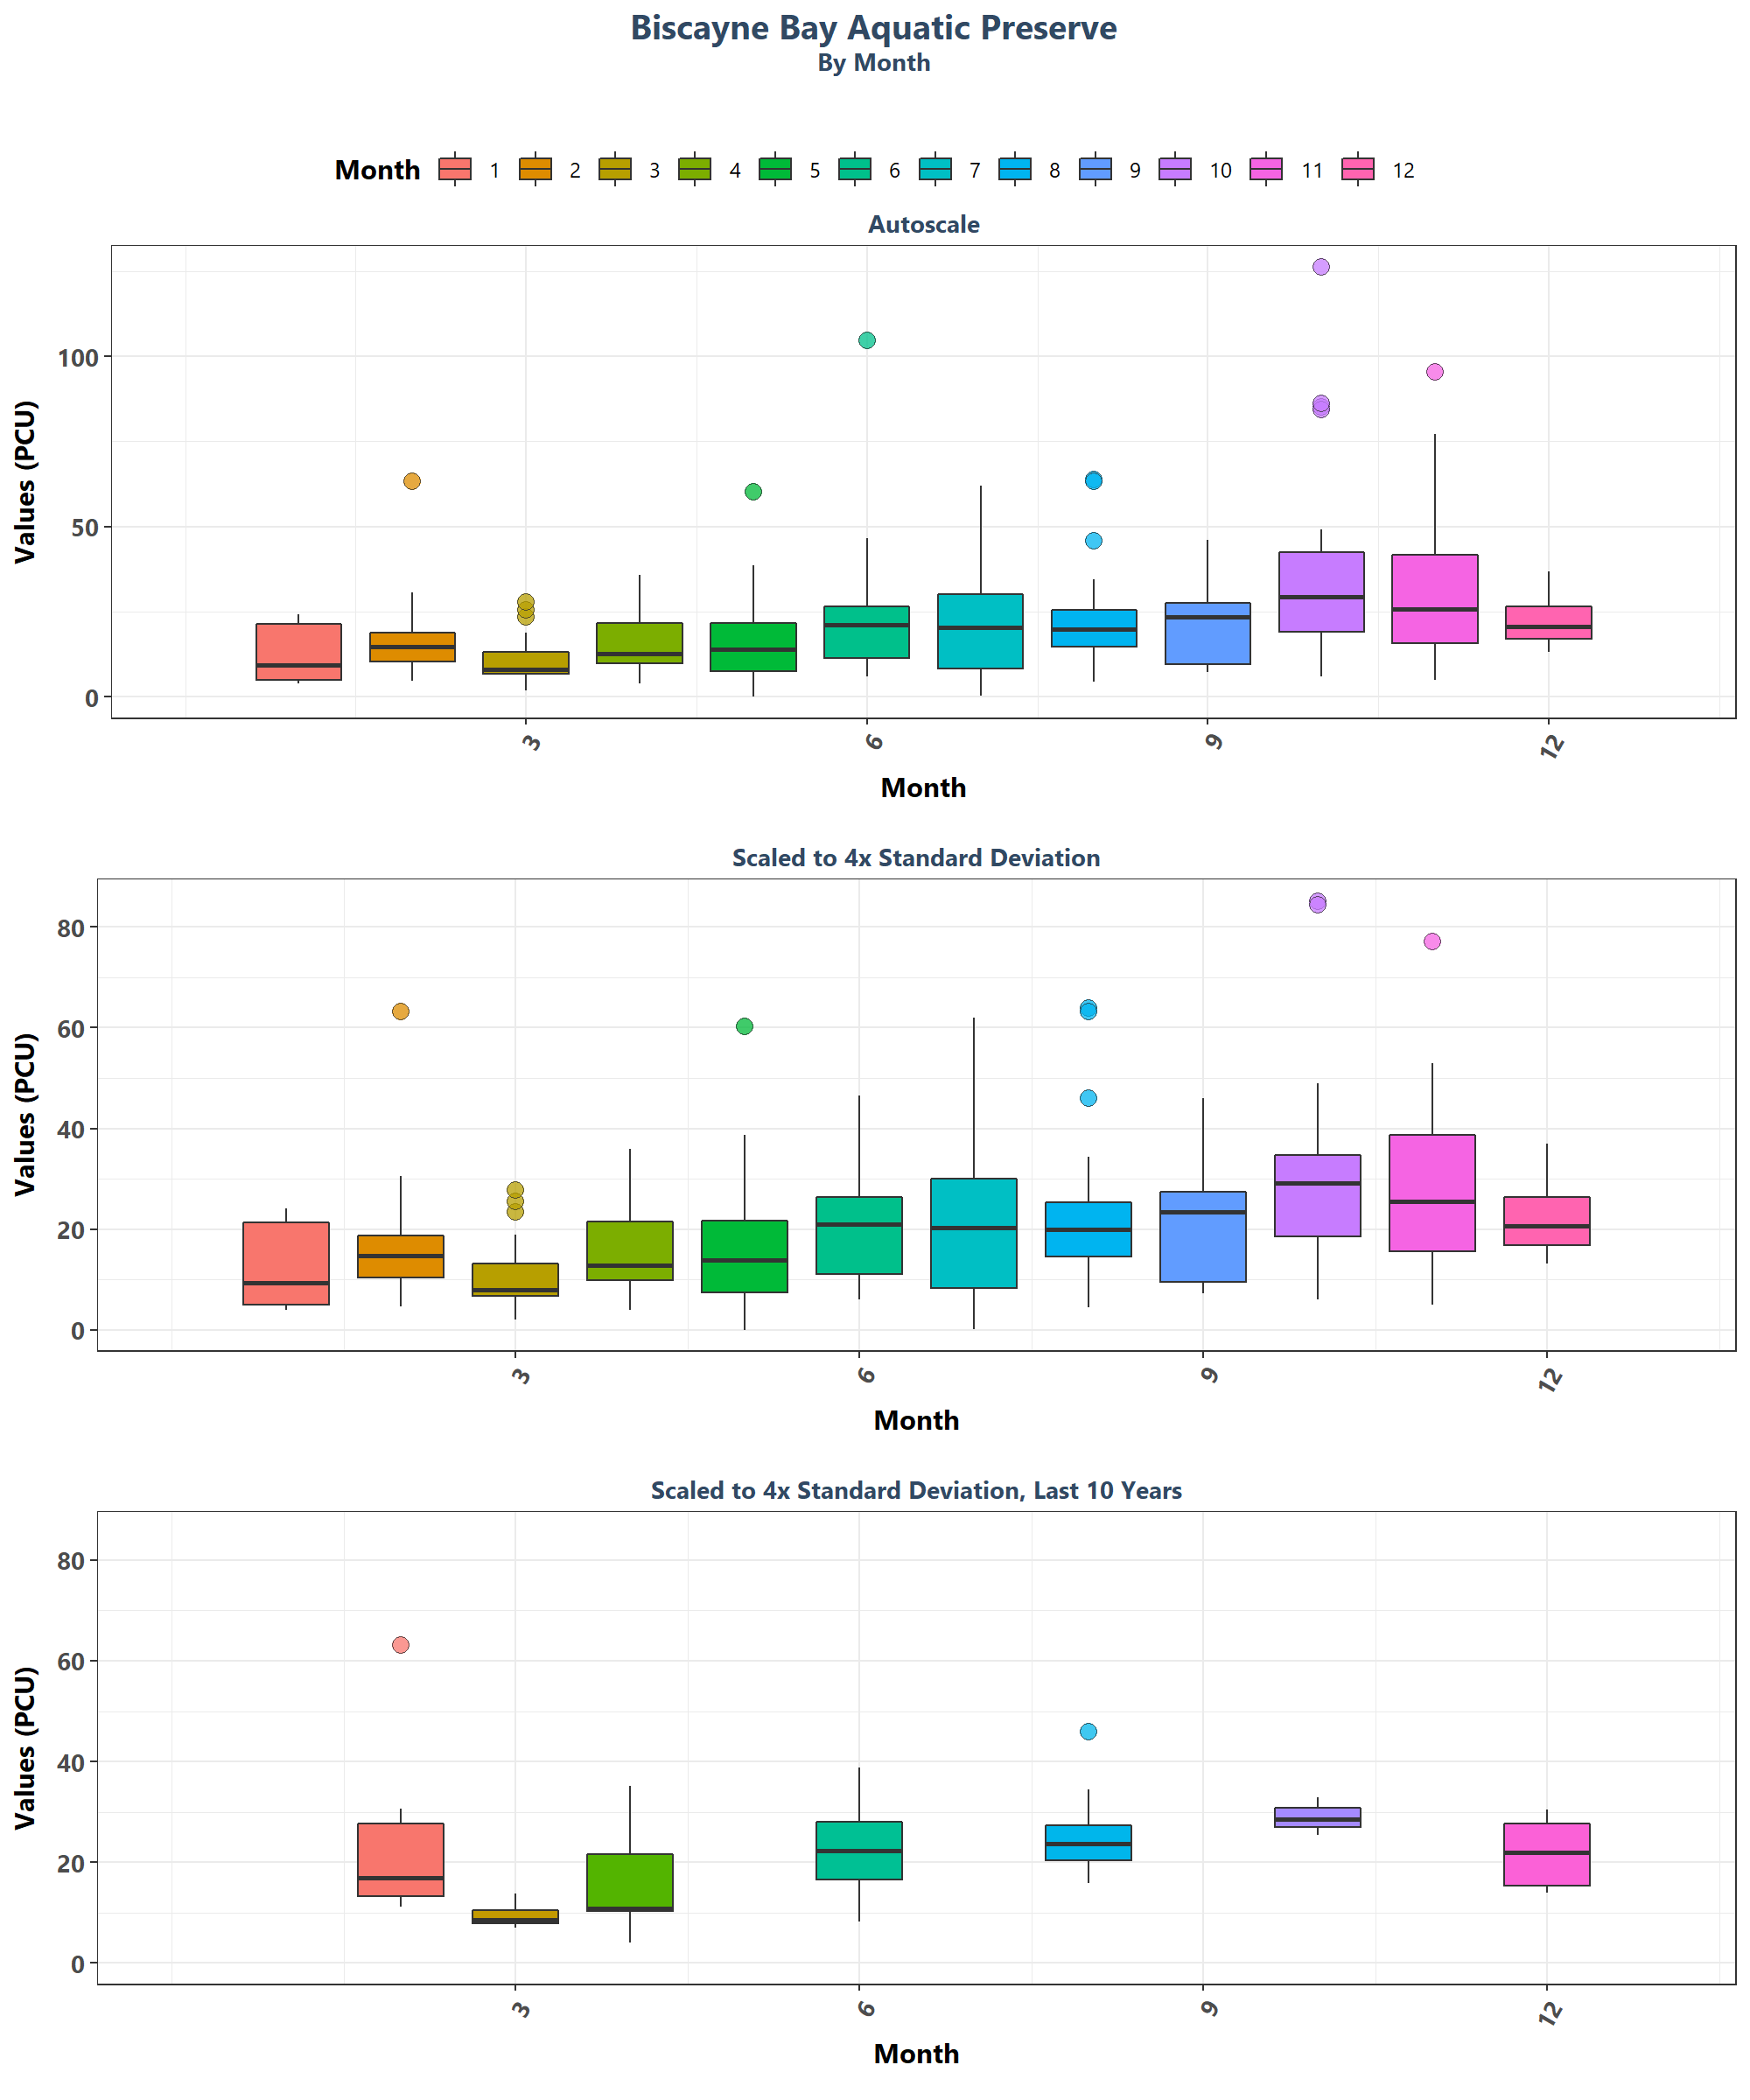 Biscayne Bay Aquatic Preserve
By Month
Month 1 2 3 4 5 6 7 8 9 10 11 12
Autoscale
Values (PCU)
100
50
0
3 6 9 12
Month
Scaled to 4x Standard Deviation
Values (PCU)
80
60
40
20
0
3 6 9 12
Month
Scaled to 4x Standard Deviation, Last 10 Years
Values (PCU)
80
60
40
20
0
3 6 9 12
Month